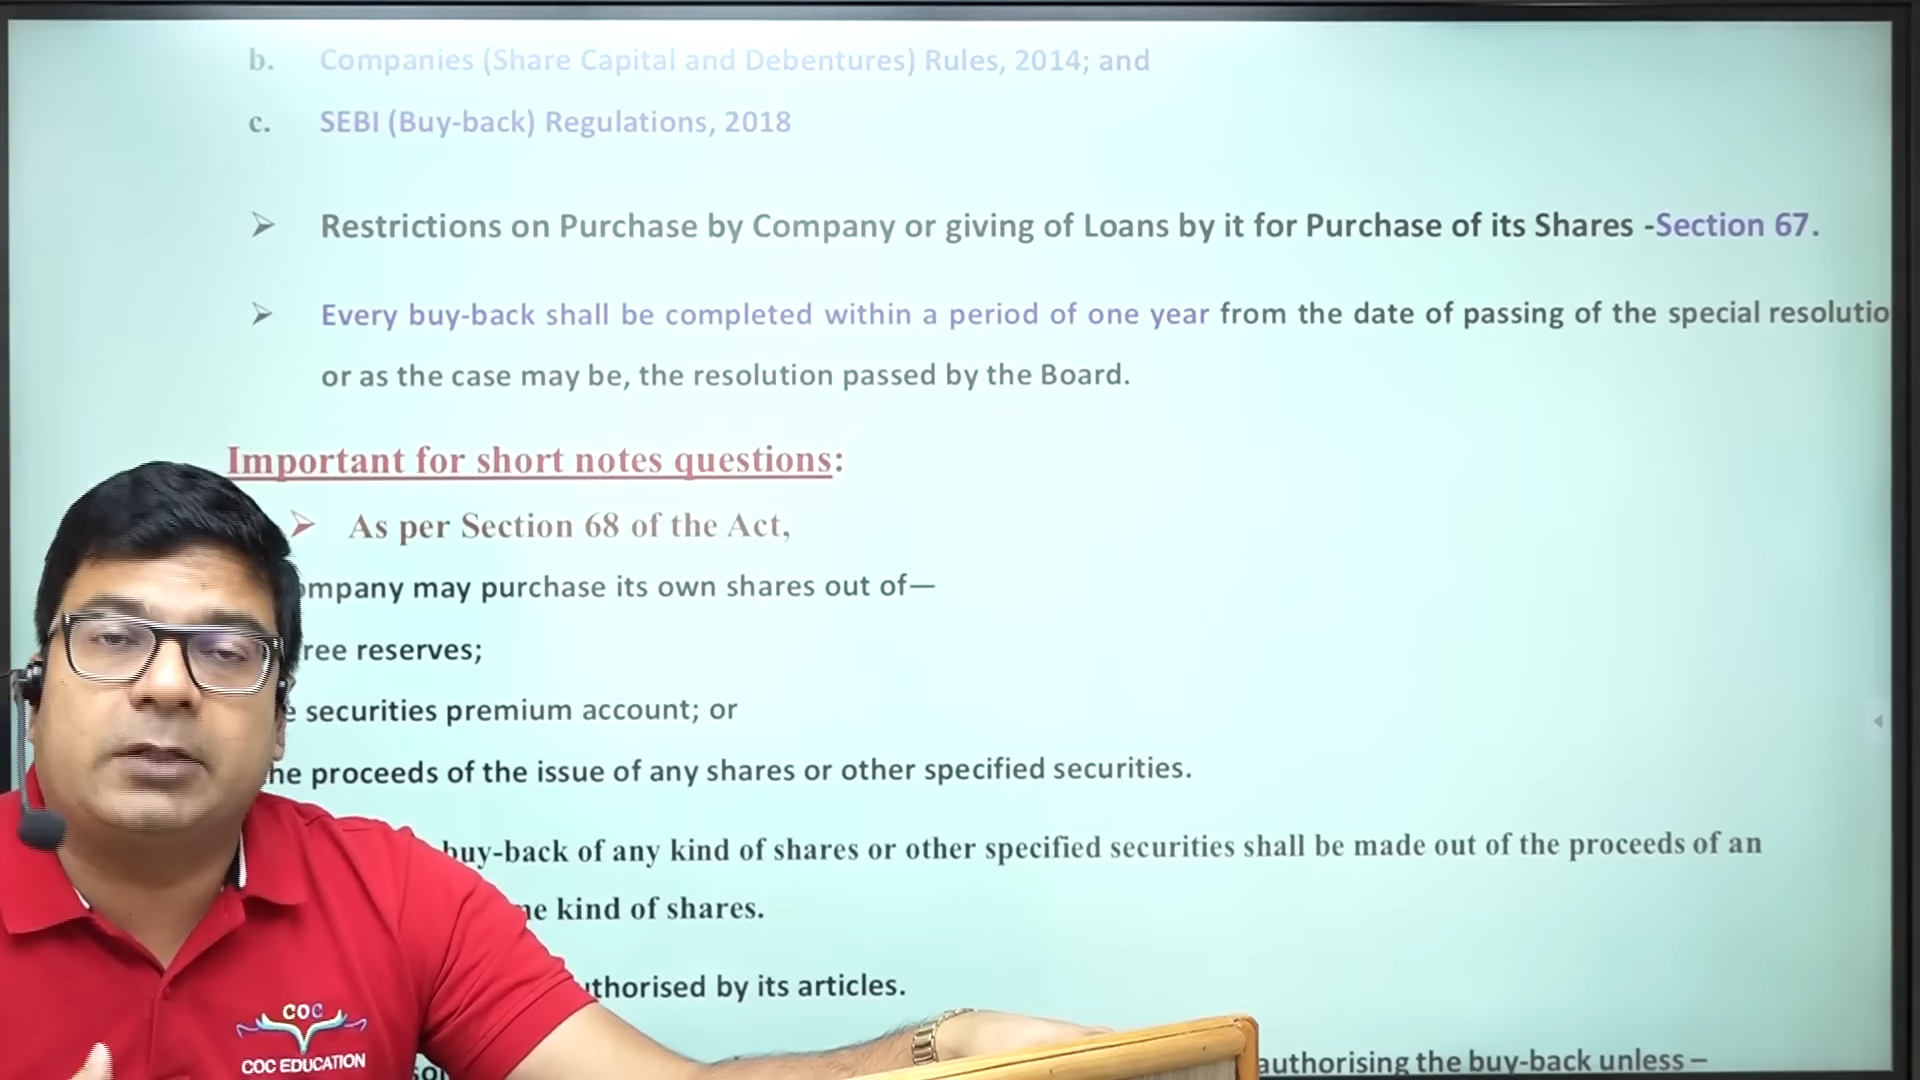 b. Companies (Share Capital and Debentures) Rules, 2014; and
c. SEBI (Buy-back) Regulations, 2018
➢ Restrictions on Purchase by Company or giving of Loans by it for Purchase of its Shares -Section 67.
➢ Every buy-back shall be completed within a period of one year from the date of passing of the special resolutio
or as the case may be, the resolution passed by the Board.
Important for short notes questions:
➢ As per Section 68 of the Act,
ompany may purchase its own shares out of—
ree reserves;
e securities premium account; or
he proceeds of the issue of any shares or other specified securities.
buy-back of any kind of shares or other specified securities shall be made out of the proceeds of an
ne kind of shares.
thorised by its articles.
authorising the buy-back unless –
COC
COC EDUCATION